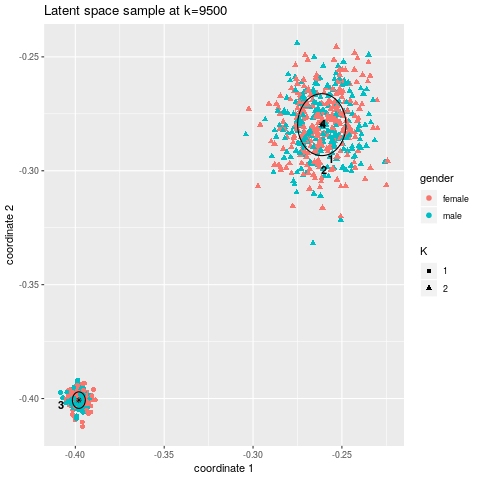 Latent space sample at k=9500
-0.25
-0.30
-0.35
-0.40
coordinate 2
4
1
2
3
-0.40
-0.35
-0.30
-0.25
coordinate 1
gender
female
male
K
1
2